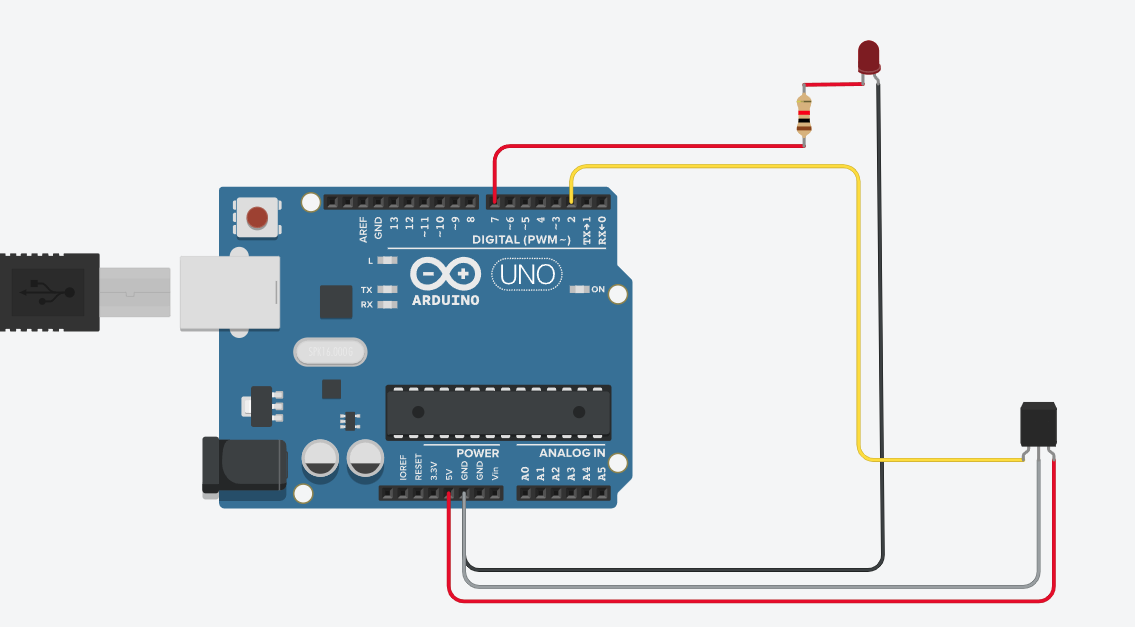 AREF
GND
13
12
~11
~10
~9
8
7
~6
~5
4
~3
2
TX→1
RX←0
DIGITAL (PWM~)
L
TX
RX
UNO
ON
ARDUINO
POWER
ANALOG IN
IOREF
RESET
3.3V
5V
GND
GND
Vin
A0
A1
A2
A3
A4
A5